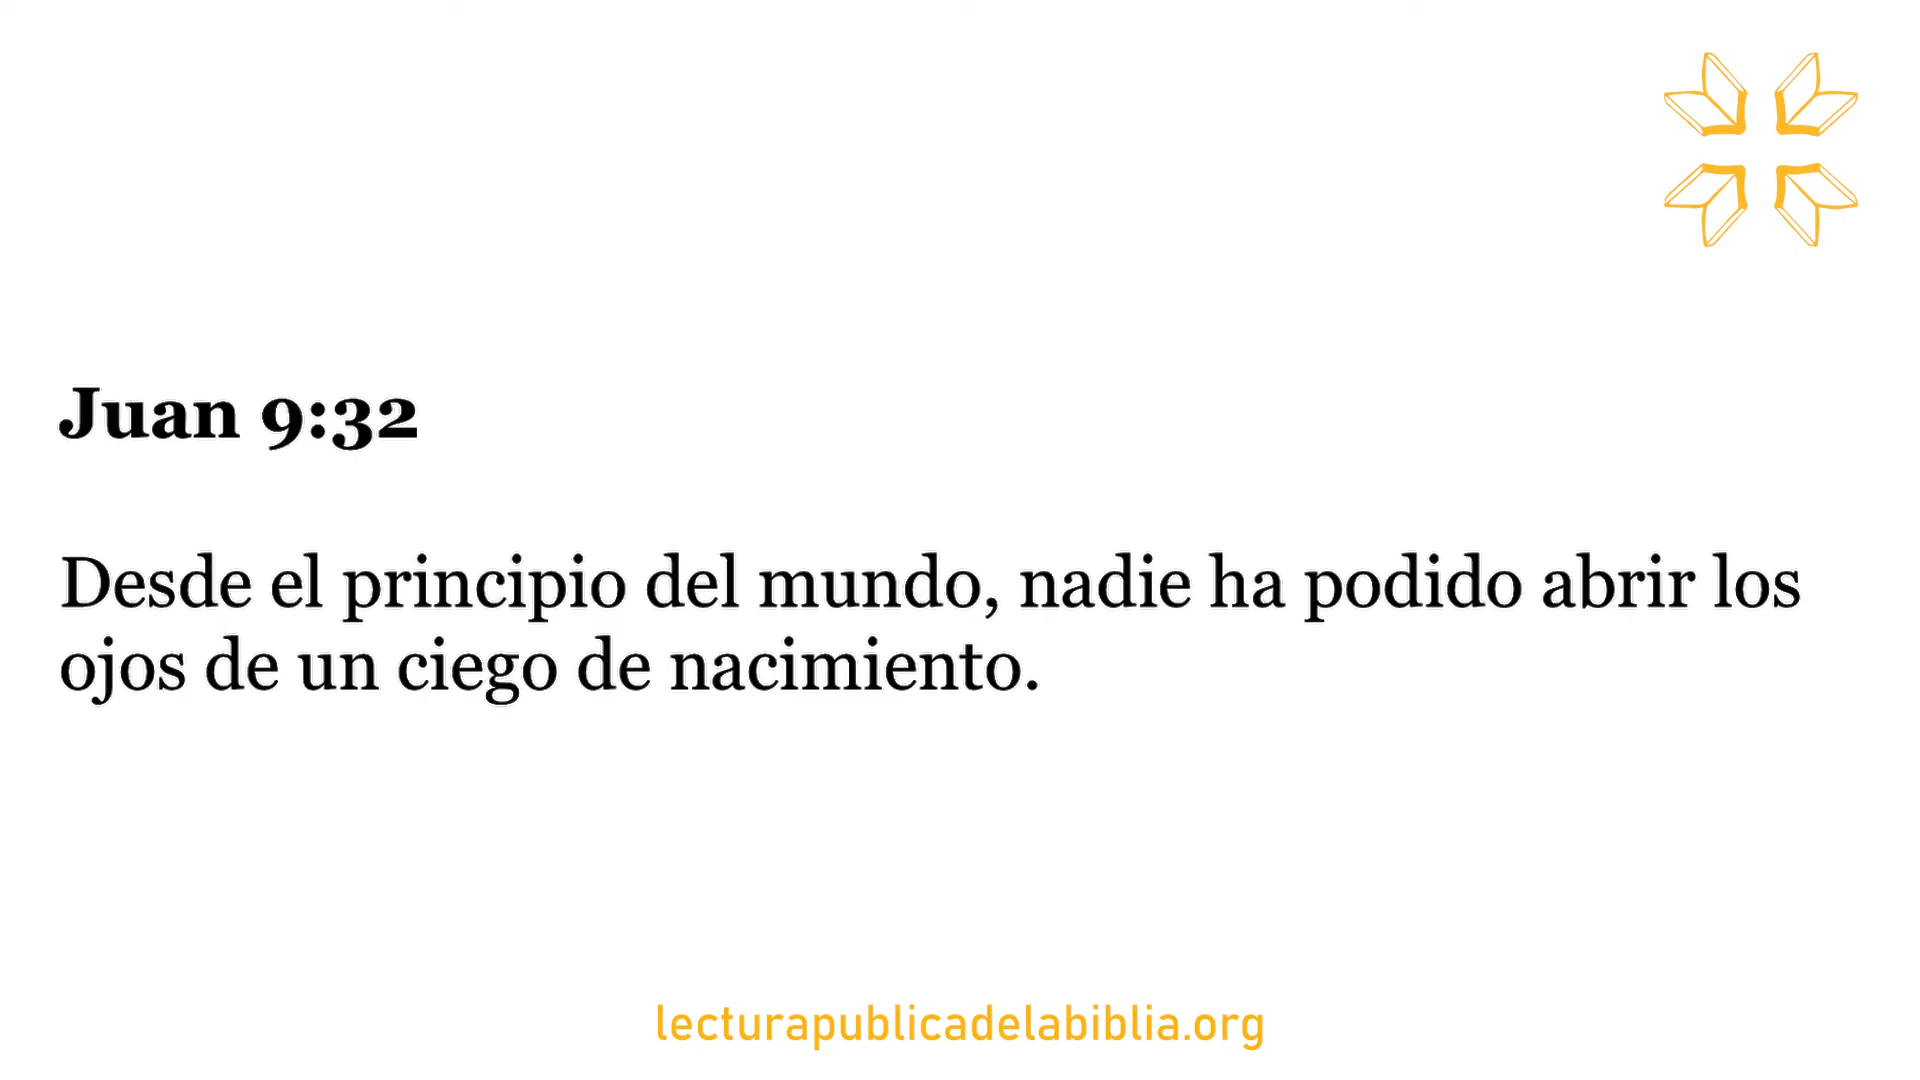 Juan 9:32
Desde el principio del mundo, nadie ha podido abrir los
ojos de un ciego de nacimiento.
lecturapublicadelabiblia.org